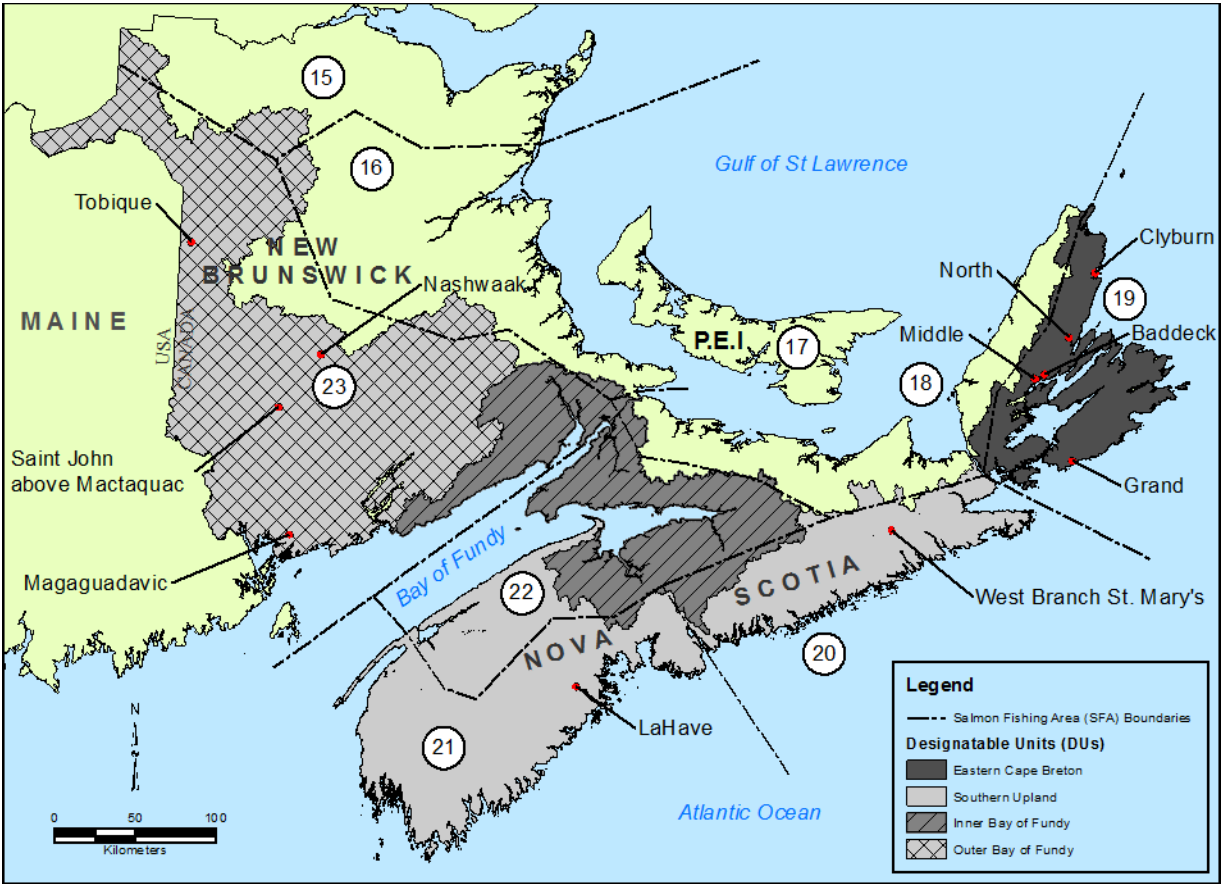 15
16
Gulf of St Lawrence
Tobique
NEW
BRUNSWICK
Nashwaak
Clyburn
North
19
MAINE
USA
CANADA
P.E.I
17
Middle
Baddeck
18
23
Saint John
above Mactaquac
Grand
Magaguadavic
Bay of Fundy
22
SCOTIA
West Branch St. Mary's
NOVA
20
LaHave
21
Atlantic Ocean
N
0 50 100
Kilometers
Legend
Salmon Fishing Area (SFA) Boundaries
Designatable Units (DUs)
Eastern Cape Breton
Southern Upland
Inner Bay of Fundy
Outer Bay of Fundy